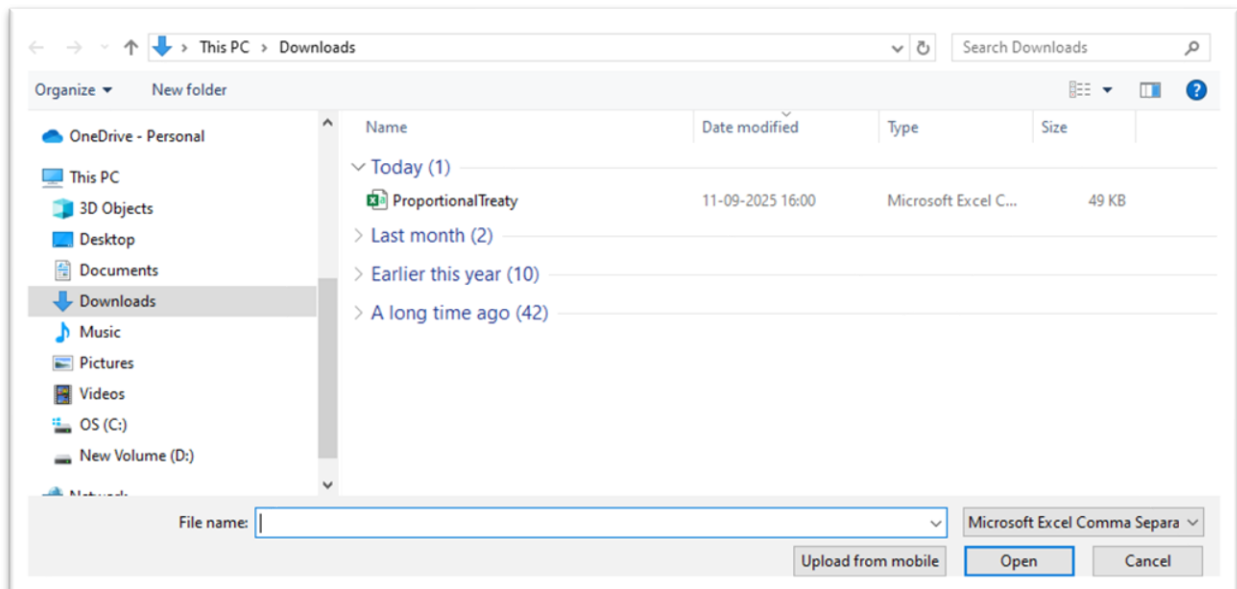 This PC > Downloads
Search Downloads
Organize
New folder
?
OneDrive - Personal
This PC
3D Objects
Desktop
Documents
Downloads
Music
Pictures
Videos
OS (C:)
New Volume (D:)
Name
Date modified
Type
Size
Today (1)
ProportionalTreaty
11-09-2025 16:00
Microsoft Excel C...
49 KB
Last month (2)
Earlier this year (10)
A long time ago (42)
File name:
Microsoft Excel Comma Separa
Upload from mobile
Open
Cancel